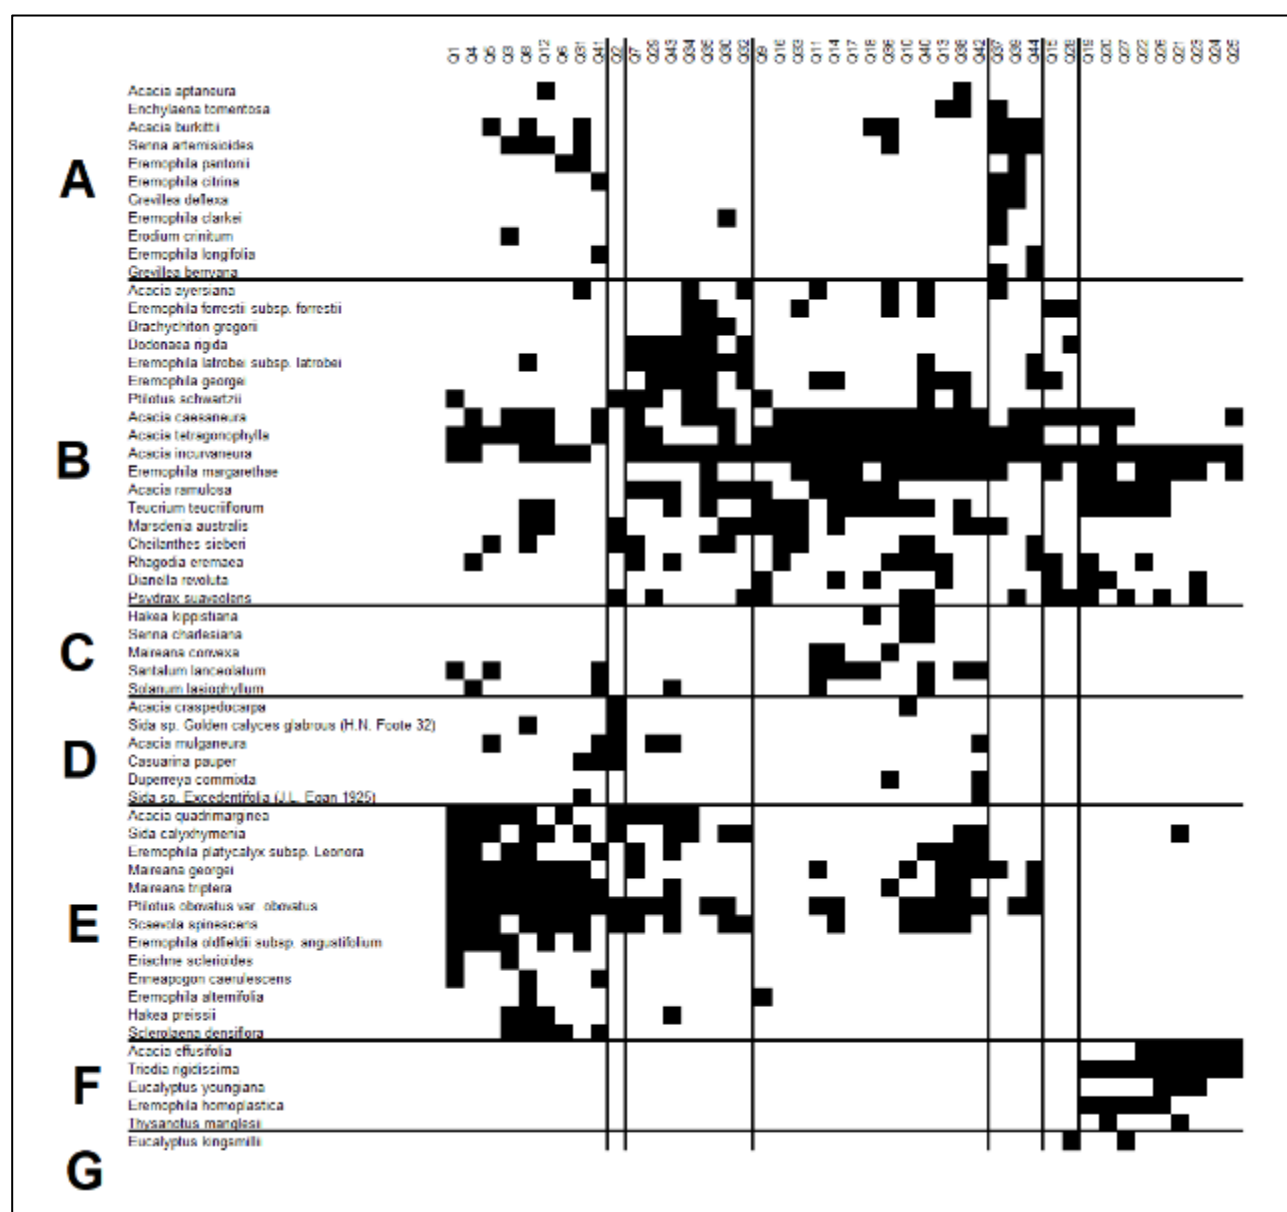 Q1 Q4 Q5 Q3 Q8 Q12 Q6 Q31 Q41 Q2 Q7 Q29 Q43 Q34 Q35 Q30 Q32 Q9 Q16 Q33 Q11 Q14 Q17 Q18 Q36 Q10 Q40 Q13 Q38 Q42 Q37 Q39 Q44 Q15 Q28 Q19 Q20 Q27 Q22 Q26 Q21 Q23 Q24 Q25
Acacia aptaneura
Enchylaena tomentosa
Acacia burkittii
Senna artemisioides
A
Eremophila pantonii
Eremophila citrina
Grevillea deflexa
Eremophila clarkei
Erodium crinitum
Eremophila longifolia
Grevillea berryana
Acacia ayersiana
Eremophila forrestii subsp. forrestii
Brachychiton gregorii
Dodonaea rigida
Eremophila latrobei subsp. latrobei
Eremophila georgei
Ptilotus schwartzii
Acacia caesaneura
Acacia tetragonophylla
B
Acacia incurvaneura
Eremophila margarethae
Acacia ramulosa
Teucrium teucriiflorum
Marsdenia australis
Cheilanthes sieberi
Rhagodia eremaea
Dianella revoluta
Psydrax suaveolens
Hakea kippistiana
Senna charlesiana
C
Maireana convexa
Santalum lanceolatum
Solanum lasiophyllum
Acacia craspedocarpa
Sida sp. Golden calyces glabrous (H.N. Foote 32)
D
Acacia mulganeura
Casuarina pauper
Duperreya commixta
Sida sp. Excedentifolia (J.L. Egan 1925)
Acacia quadrimarginea
Sida calyxhymenia
Eremophila platycalyx subsp. Leonora
Maireana georgei
Maireana triptera
Ptilotus obovatus var. obovatus
E
Scaevola spinescens
Eremophila oldfieldii subsp. angustifolium
Eriachne sclerioides
Enneapogon caerulescens
Eremophila alternifolia
Hakea preissii
Sclerolaena densiflora
Acacia effusifolia
Triodia rigidissima
F
Eucalyptus youngiana
Eremophila homoplastica
Thysanotus manglesii
Eucalyptus kingsmillii
G